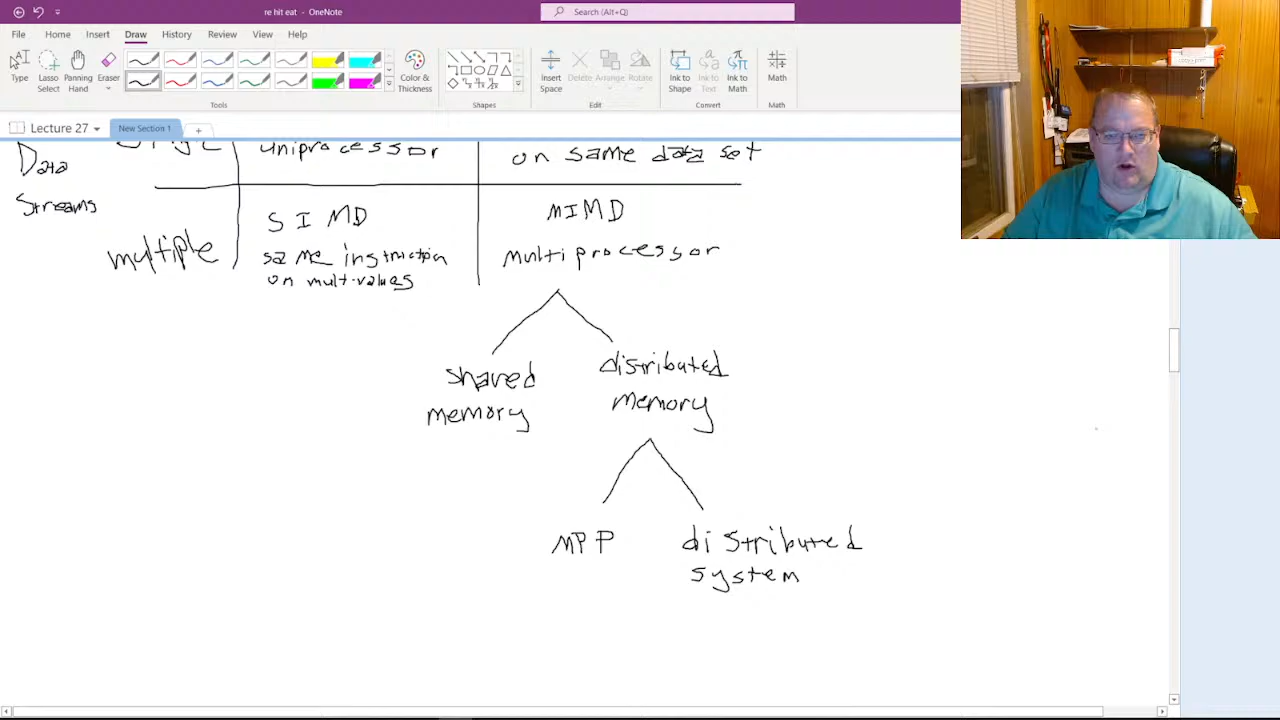 re hit eat - OneNote
Search (Alt+Q)
File Home Insert Draw History Review View Help
Type
Lasso Select
Panning Hand
Eraser
Color & Thickness
Shapes
Insert Space
Delete
Arrange
Rotate
Ink to Shape
Ink to Text
Ink to Math
Math
Tools
Shapes
Edit
Convert
Math
Lecture 27
New Section 1
+
uniprocessor
on same data set
Data
Streams
multiple
SIMD
same instruction
on mult-values
MIMD
multiprocessor
shared
memory
distributed
memory
MPP
distributed
system